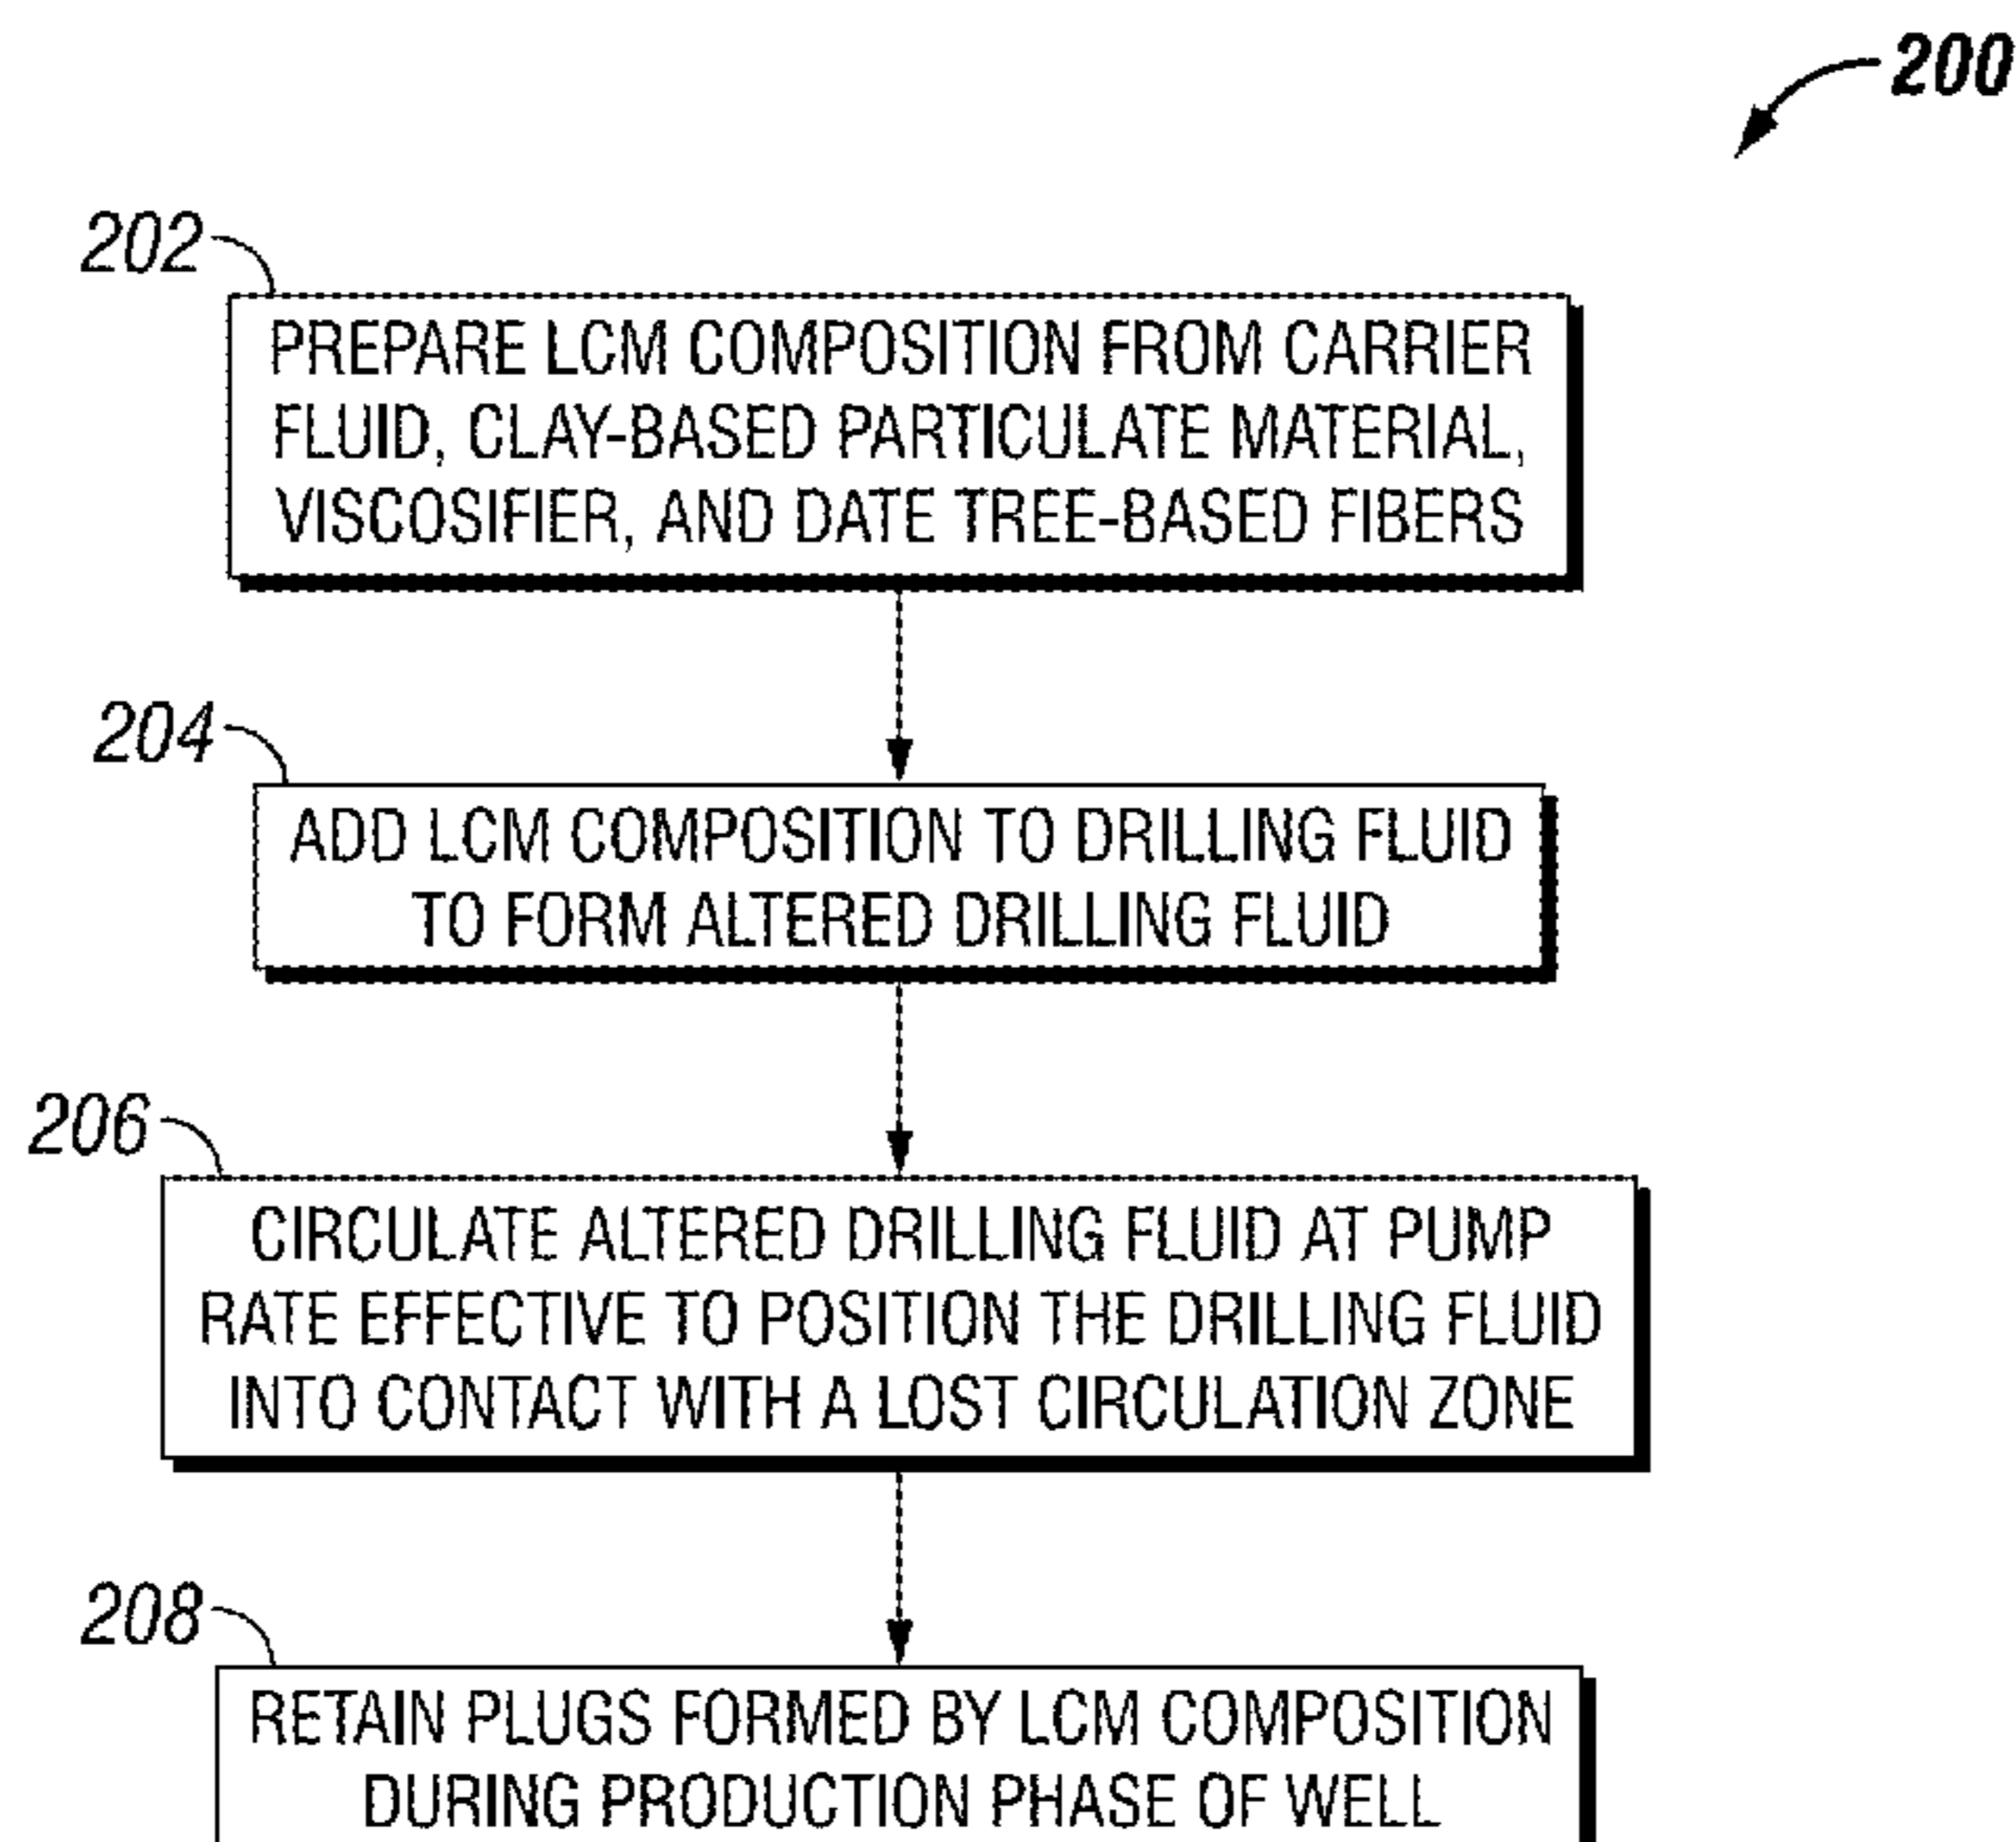 200
202
PREPARE LCM COMPOSITION FROM CARRIER
FLUID, CLAY-BASED PARTICULATE MATERIAL,
VISCOSIFIER, AND DATE TREE-BASED FIBERS
204
ADD LCM COMPOSITION TO DRILLING FLUID
TO FORM ALTERED DRILLING FLUID
206
CIRCULATE ALTERED DRILLING FLUID AT PUMP
RATE EFFECTIVE TO POSITION THE DRILLING FLUID
INTO CONTACT WITH A LOST CIRCULATION ZONE
208
RETAIN PLUGS FORMED BY LCM COMPOSITION
DURING PRODUCTION PHASE OF WELL